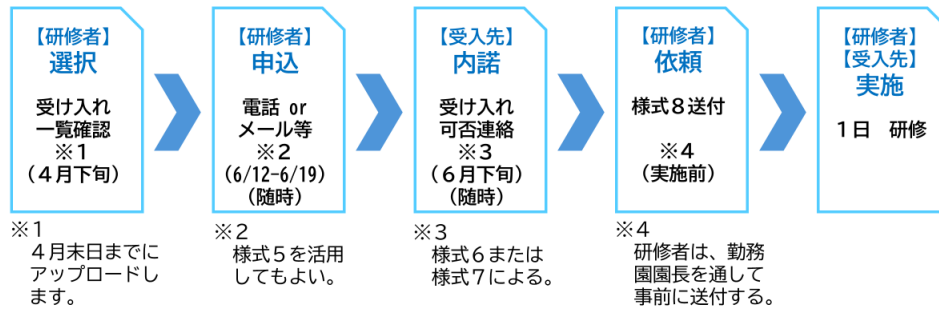 【研修者】
選択
受け入れ
一覧確認
※1
（４月下旬）
【研修者】
申込
電話 or
メール等
※2
(6/12-6/19)
（随時）
【受入先】
内諾
受け入れ
可否連絡
※3
（６月下旬）
（随時）
【研修者】
依頼
様式８送付
※4
（実施前）
【研修者】
【受入先】
実施
１日　研修
※1
４月末日までに
アップロードし
ます。
※2
様式５を活用
してもよい。
※3
様式６または
様式７による。
※4
研修者は、勤務
園園長を通して
事前に送付する。